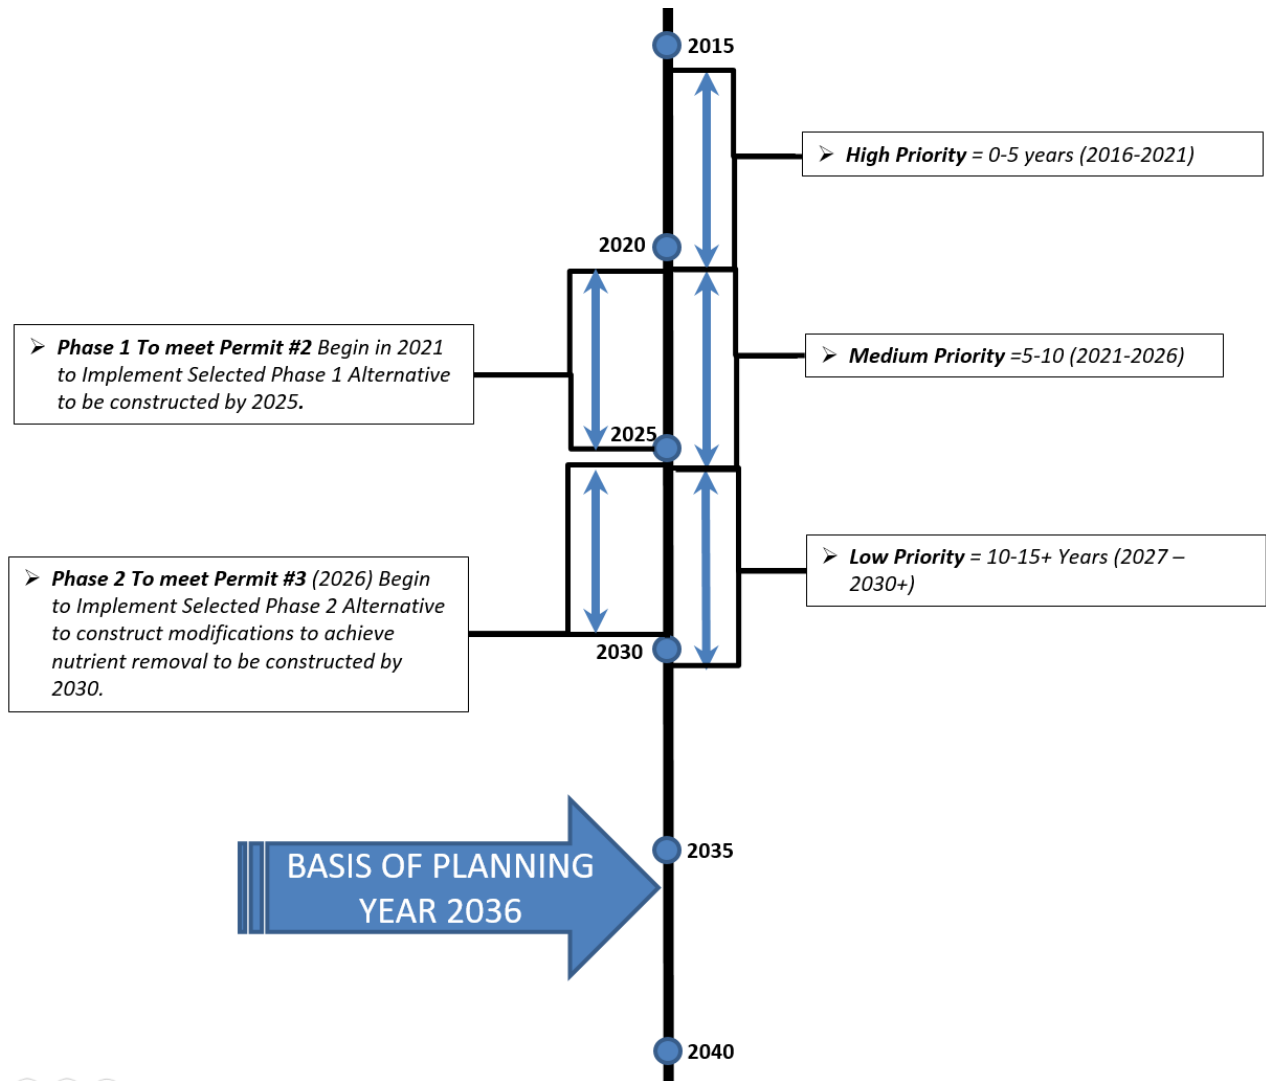 2015
➢ High Priority = 0-5 years (2016-2021)
2020
➢ Phase 1 To meet Permit #2 Begin in 2021
to Implement Selected Phase 1 Alternative
to be constructed by 2025.
➢ Medium Priority =5-10 (2021-2026)
2025
➢ Phase 2 To meet Permit #3 (2026) Begin
to Implement Selected Phase 2 Alternative
to construct modifications to achieve
nutrient removal to be constructed by
2030.
➢ Low Priority = 10-15+ Years (2027 –
2030+)
2030
BASIS OF PLANNING
YEAR 2036
2035
2040